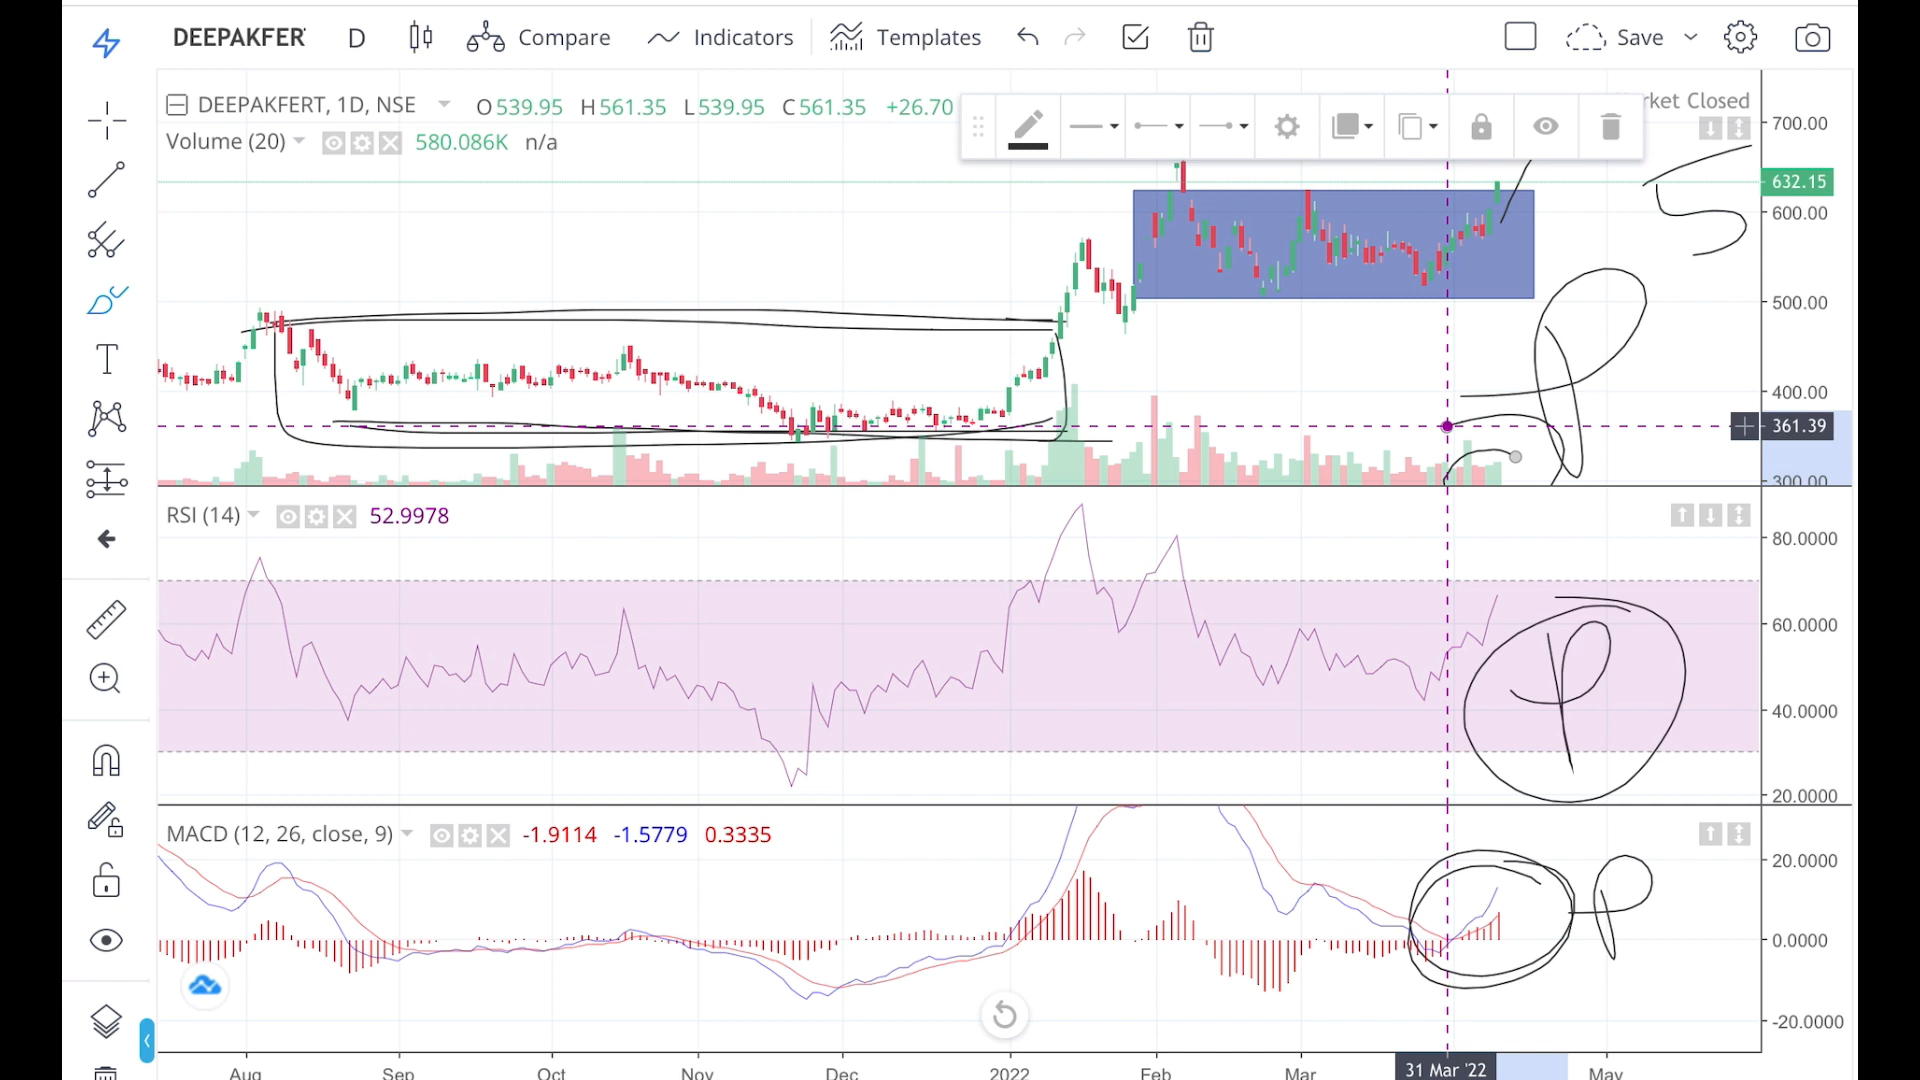 DEEPAKFER D Compare Indicators Templates Save
DEEPAKFERT, 1D, NSE O539.95 H561.35 L539.95 C561.35 +26.70
rket Closed
Volume (20) 580.086K n/a
700.00
632.15
600.00
5
500.00
P
400.00
361.39
300.00
RSI (14) 52.9978
80.0000
60.0000
P
40.0000
20.0000
MACD (12, 26, close, 9) -1.9114 -1.5779 0.3335
20.0000
P
0.0000
-20.0000
Aug Sep Oct Nov Dec 2022 Feb Mar 31 Mar '22 May